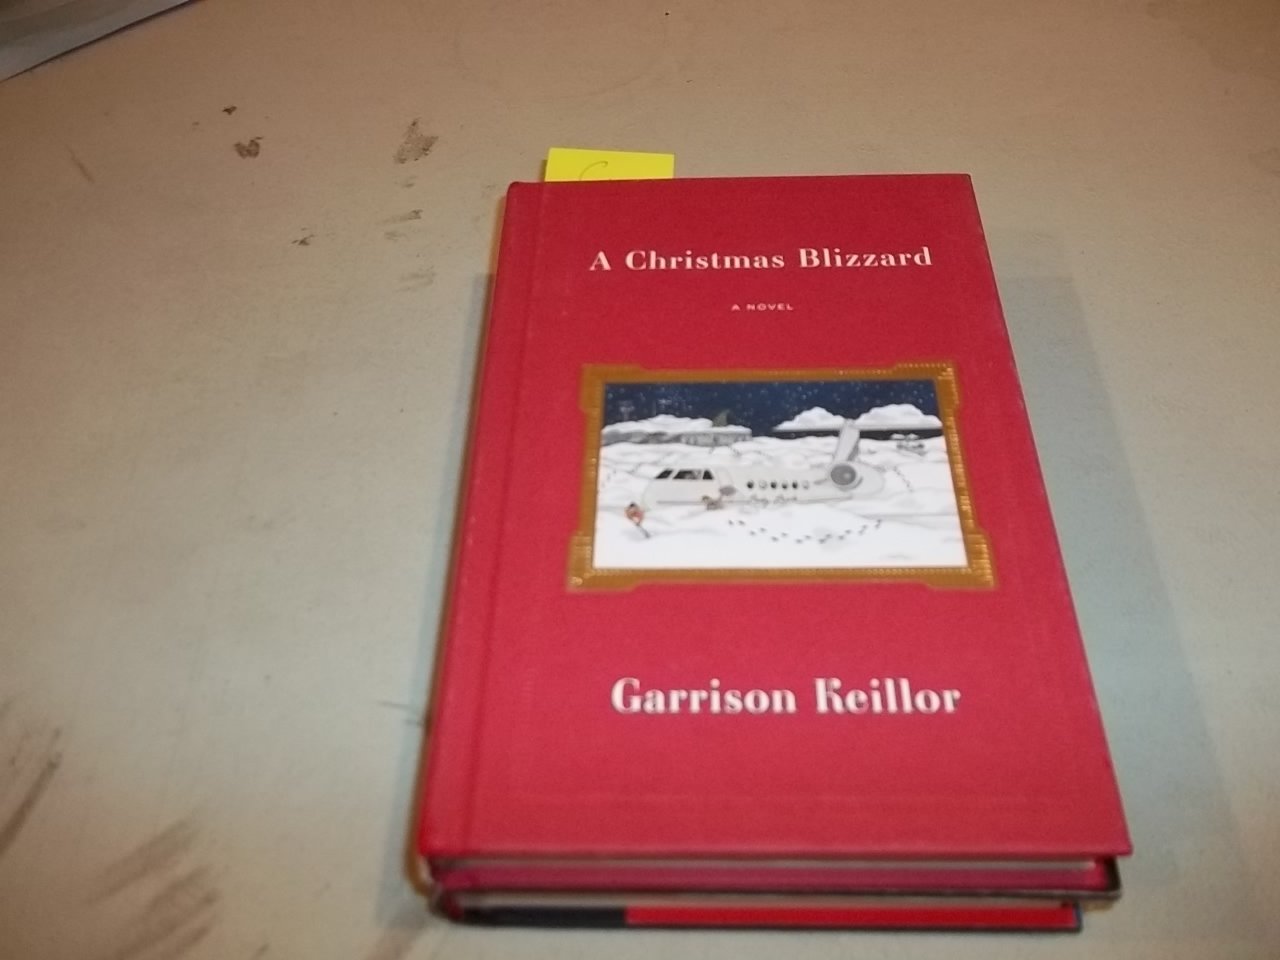 A Christmas Blizzard
A NOVEL
Garrison Keillor